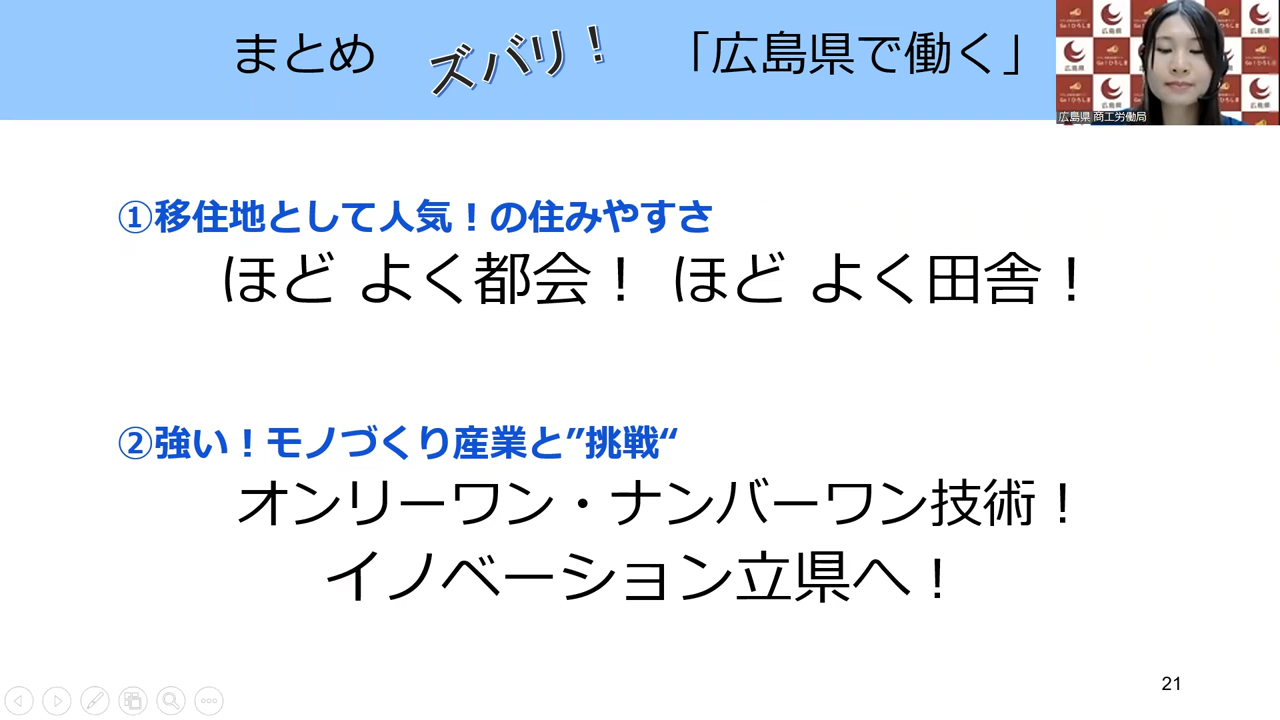 まとめ ズバリ！ 「広島県で働く」
広島県 商工労働局
①移住地として人気！の住みやすさ
ほど よく都会！ ほど よく田舎！
②強い！モノづくり産業と”挑戦“
オンリーワン・ナンバーワン技術！
イノベーション立県へ！
21